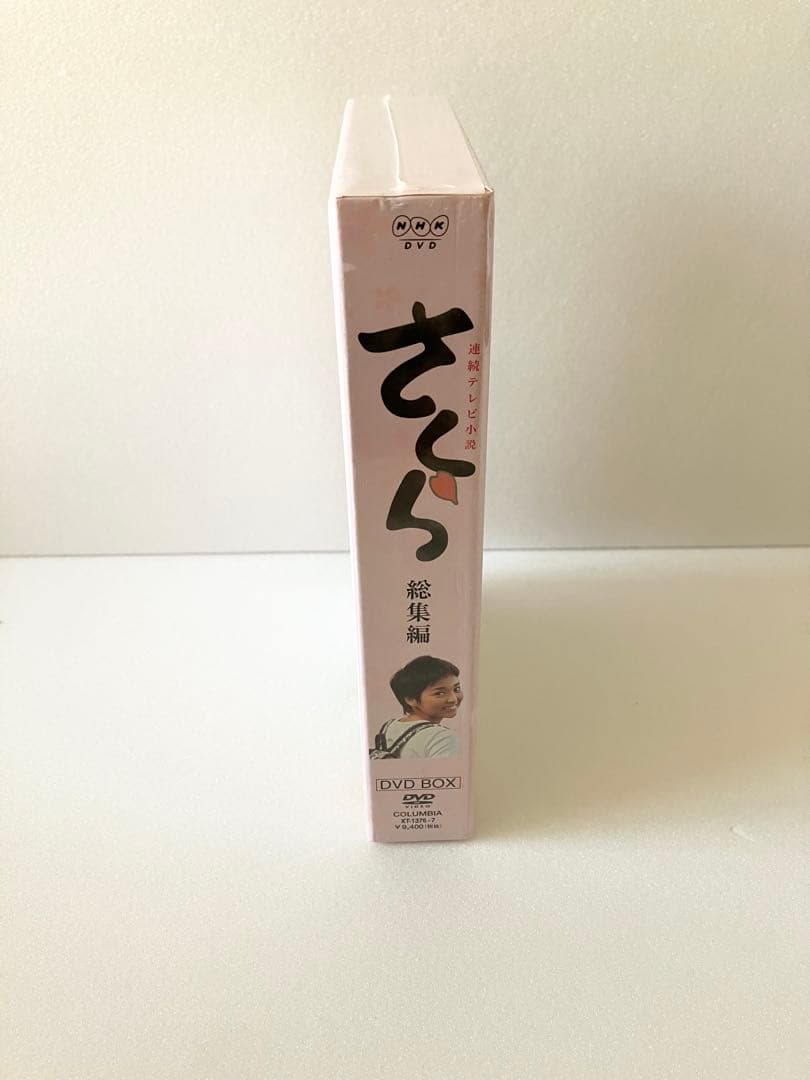 NHK
DVD
連続テレビ小説
さくら
総集編
DVD BOX
DVD
VIDEO
COLUMBIA
XT-1376-7
¥9,400(税抜)